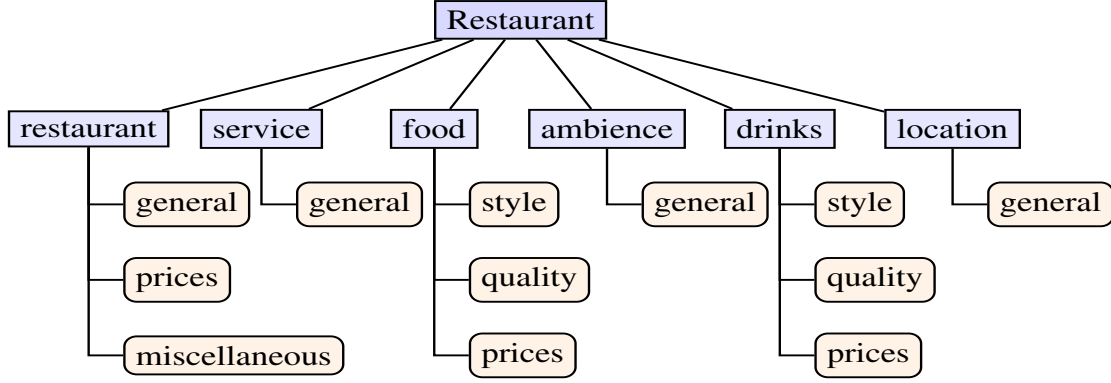 Restaurant
restaurant service food ambience drinks location
general general style general style general
prices quality quality
miscellaneous prices prices